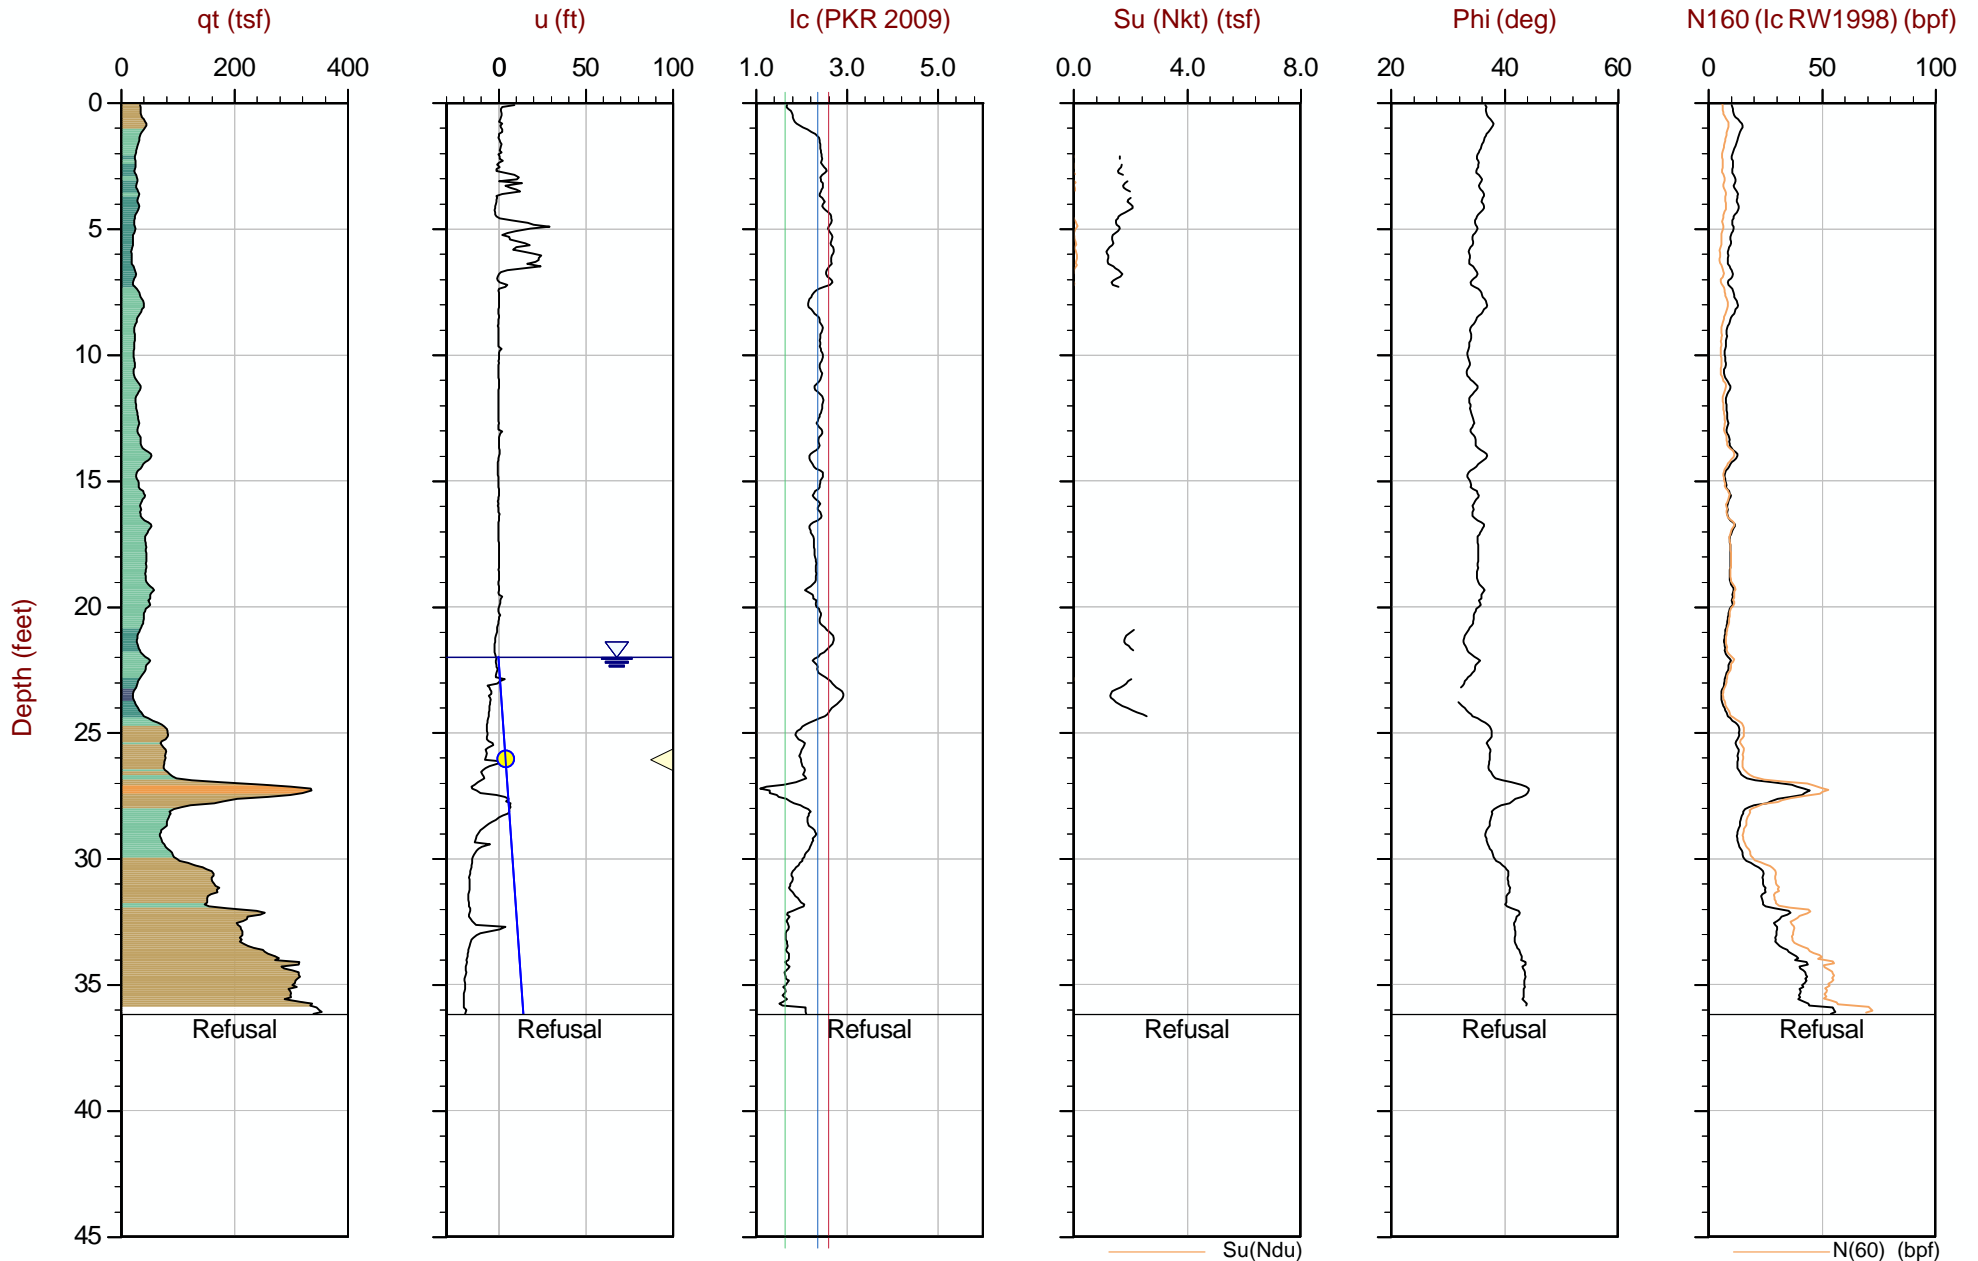 qt (tsf) u (ft) Ic (PKR 2009) Su (Nkt) (tsf) Phi (deg) N160 (Ic RW1998) (bpf)
0 200 400 0 50 100 1.0 3.0 5.0 0.0 4.0 8.0 20 40 60 0 50 100
0
5
10
15
20
25
30
35
40
45
Depth (feet)
Refusal Refusal Refusal Refusal Refusal Refusal
Su(Ndu) N(60) (bpf)